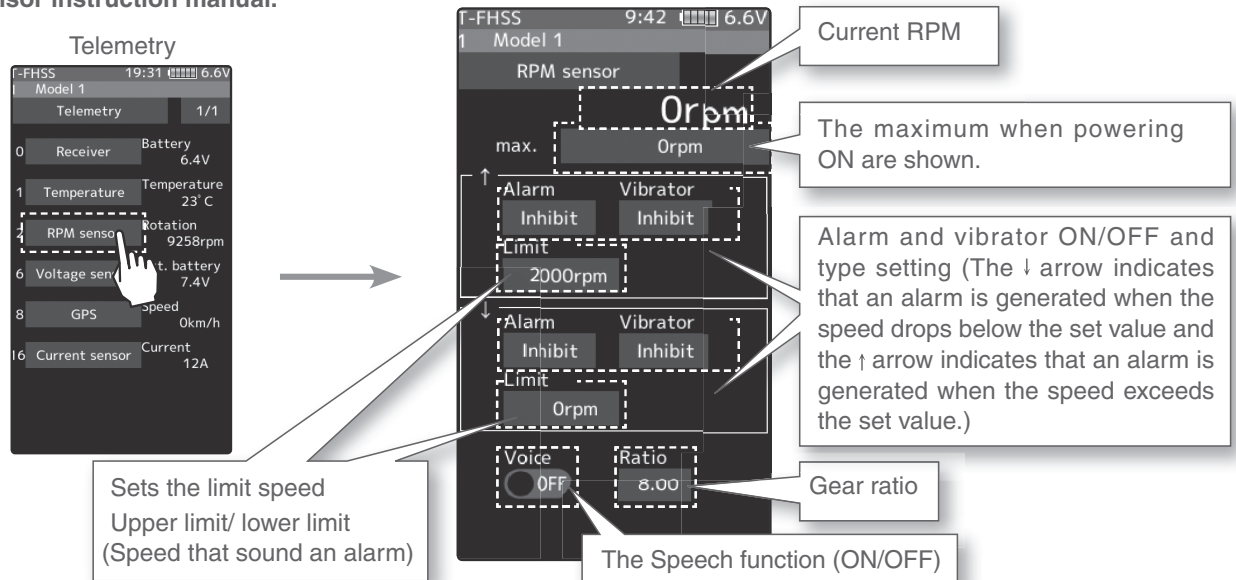 sor instruction manual.
Telemetry
T-FHSS 19:31 6.6V
1 Model 1
Telemetry 1/1
0 Receiver Battery
6.4V
1 Temperature Temperature
23°C
2 RPM sensor Rotation
9258rpm
6 Voltage sen t. battery
7.4V
8 GPS Speed
0km/h
16 Current sensor Current
12A
T-FHSS 9:42 6.6V
1 Model 1
RPM sensor
0rpm
max. 0rpm
↑
Alarm Vibrator
Inhibit Inhibit
Limit
2000rpm
↓
Alarm Vibrator
Inhibit Inhibit
Limit
0rpm
Voice Ratio
OFF 8.00
Current RPM
The maximum when powering
ON are shown.
Alarm and vibrator ON/OFF and
type setting (The ↓ arrow indicates
that an alarm is generated when the
speed drops below the set value and
the ↑ arrow indicates that an alarm is
generated when the speed exceeds
the set value.)
Gear ratio
Sets the limit speed
Upper limit/ lower limit
(Speed that sound an alarm)
The Speech function (ON/OFF)